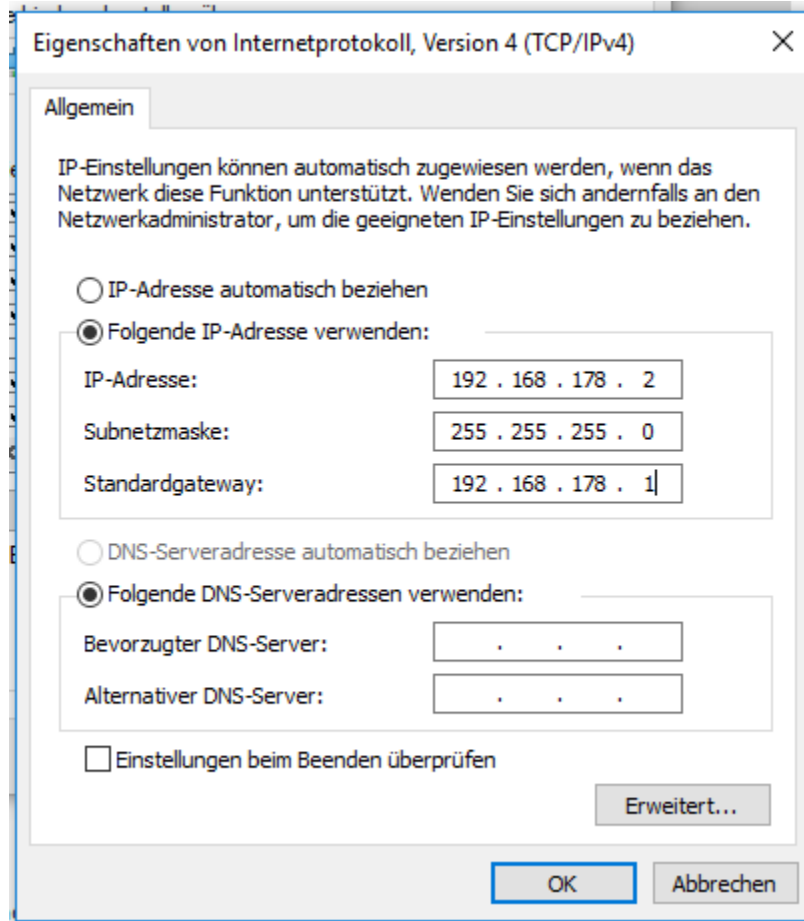 Eigenschaften von Internetprotokoll, Version 4 (TCP/IPv4)
Allgemein
IP-Einstellungen können automatisch zugewiesen werden, wenn das
Netzwerk diese Funktion unterstützt. Wenden Sie sich andernfalls an den
Netzwerkadministrator, um die geeigneten IP-Einstellungen zu beziehen.
IP-Adresse automatisch beziehen
Folgende IP-Adresse verwenden:
IP-Adresse: 192 . 168 . 178 . 2
Subnetzmaske: 255 . 255 . 255 . 0
Standardgateway: 192 . 168 . 178 . 1
DNS-Serveradresse automatisch beziehen
Folgende DNS-Serveradressen verwenden:
Bevorzugter DNS-Server: . . .
Alternativer DNS-Server: . . .
Einstellungen beim Beenden überprüfen
Erweitert...
OK Abbrechen